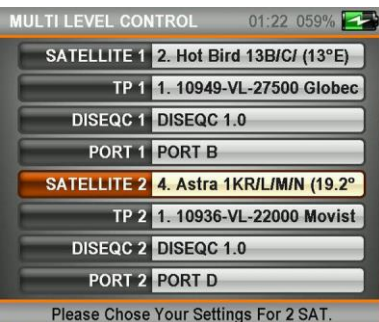 MULTI LEVEL CONTROL 01:22 059%
SATELLITE 1 2. Hot Bird 13B/C/ (13°E)
TP 1 1. 10949-VL-27500 Globec
DISEQC 1 DISEQC 1.0
PORT 1 PORT B
SATELLITE 2 4. Astra 1KR/L/M/N (19.2°
TP 2 1. 10936-VL-22000 Movist
DISEQC 2 DISEQC 1.0
PORT 2 PORT D
Please Chose Your Settings For 2 SAT.